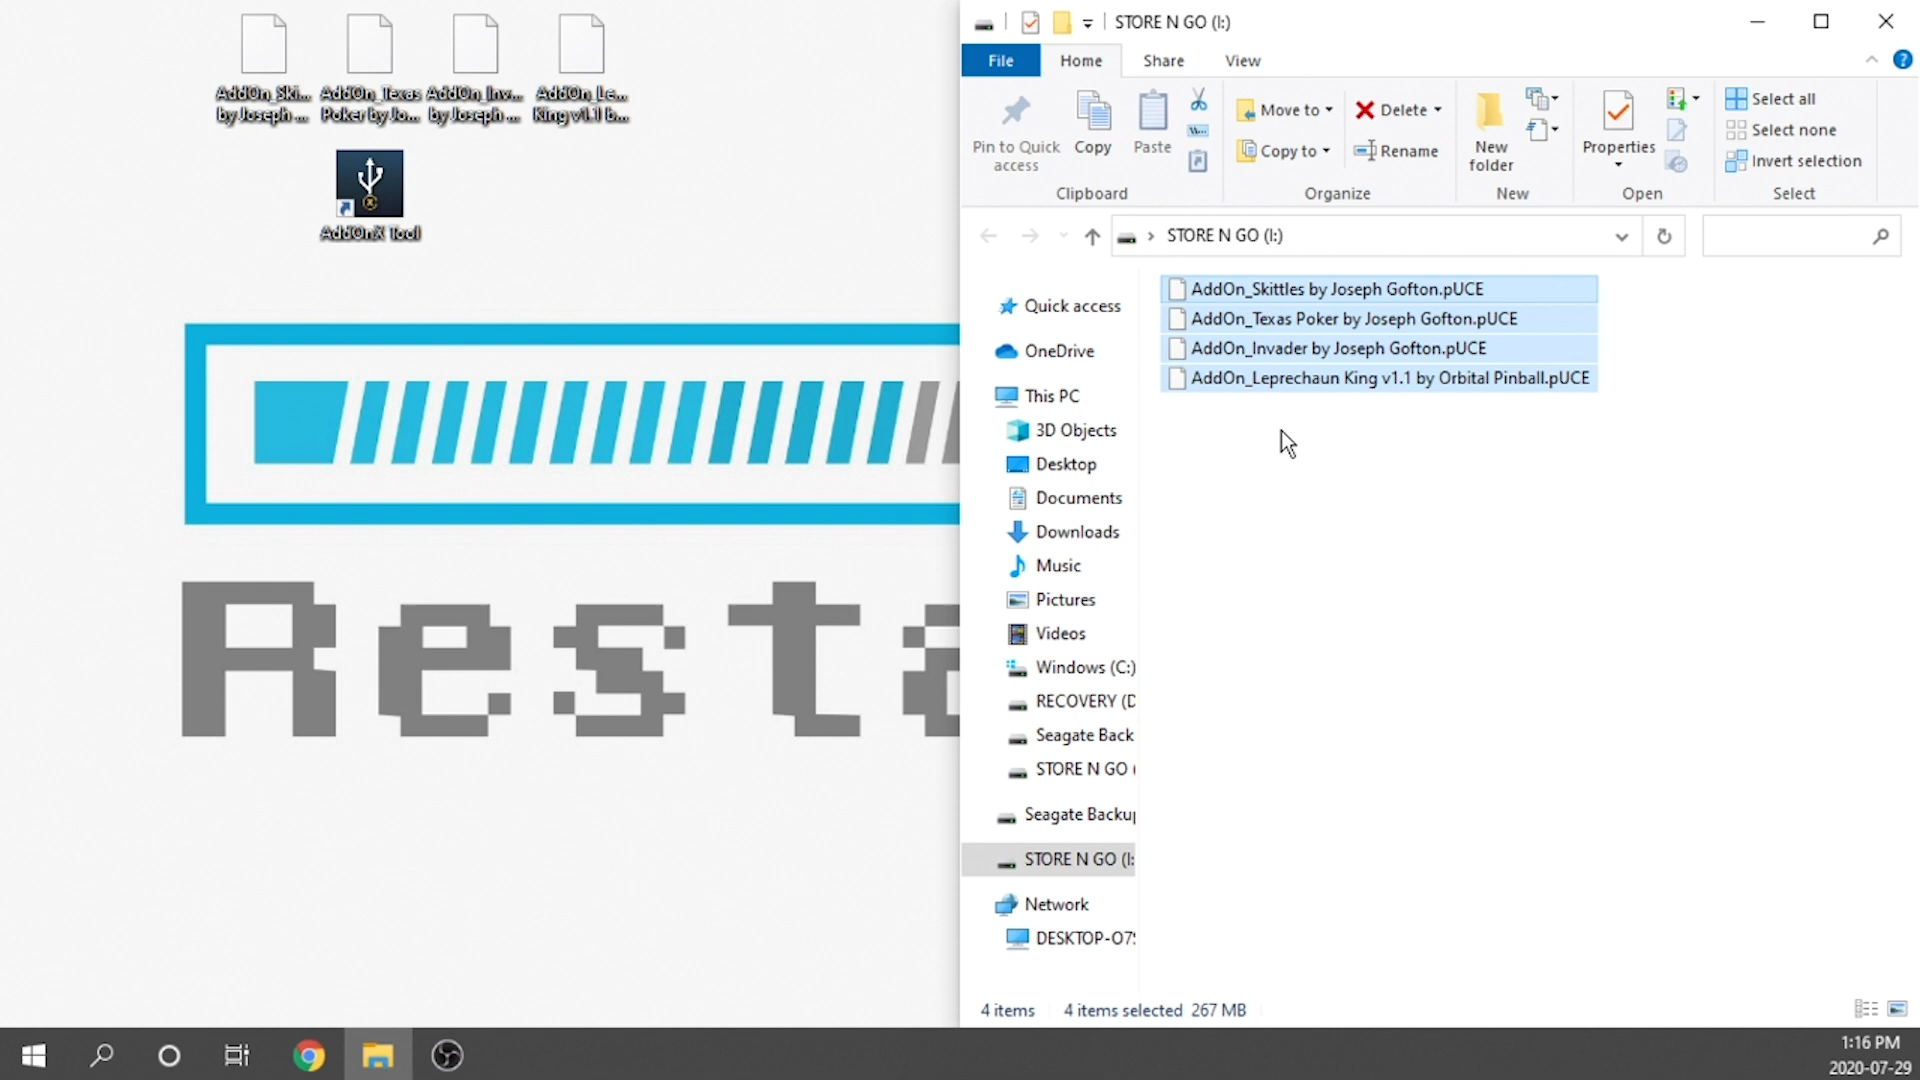 AddOn_Ski...
by Joseph ...
AddOn_Texas
Poker by Jo...
AddOn_Inv...
by Joseph ...
AddOn_Le...
King v1.1 b...
AddOnX Tool
Resta
STORE N GO (I:)
File
Home
Share
View
Pin to Quick
access
Copy
Paste
Clipboard
Move to
Copy to
Delete
Rename
Organize
New
folder
New
Properties
Open
Select all
Select none
Invert selection
Select
STORE N GO (I:)
Quick access
OneDrive
This PC
3D Objects
Desktop
Documents
Downloads
Music
Pictures
Videos
Windows (C:)
RECOVERY (D
Seagate Back
STORE N GO (
Seagate Backup
STORE N GO (I:
Network
DESKTOP-O7S
AddOn_Skittles by Joseph Gofton.pUCE
AddOn_Texas Poker by Joseph Gofton.pUCE
AddOn_Invader by Joseph Gofton.pUCE
AddOn_Leprechaun King v1.1 by Orbital Pinball.pUCE
4 items
4 items selected 267 MB
1:16 PM
2020-07-29